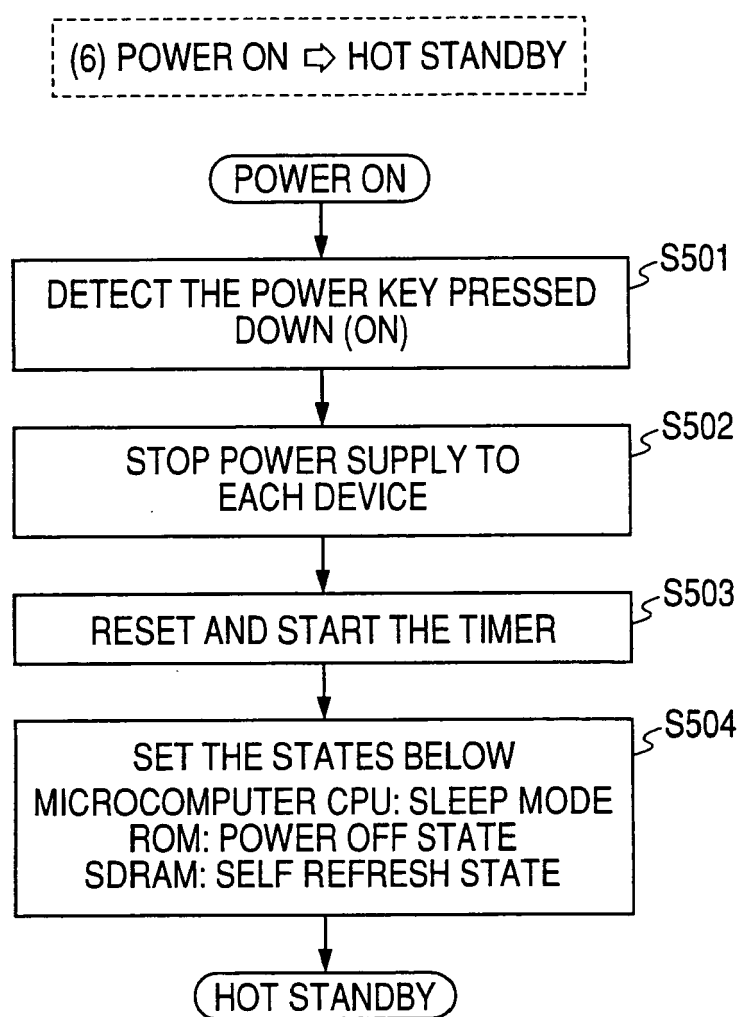 (6) POWER ON ⇨ HOT STANDBY
POWER ON
S501
DETECT THE POWER KEY PRESSED
DOWN (ON)
S502
STOP POWER SUPPLY TO
EACH DEVICE
S503
RESET AND START THE TIMER
S504
SET THE STATES BELOW
MICROCOMPUTER CPU: SLEEP MODE
ROM: POWER OFF STATE
SDRAM: SELF REFRESH STATE
HOT STANDBY